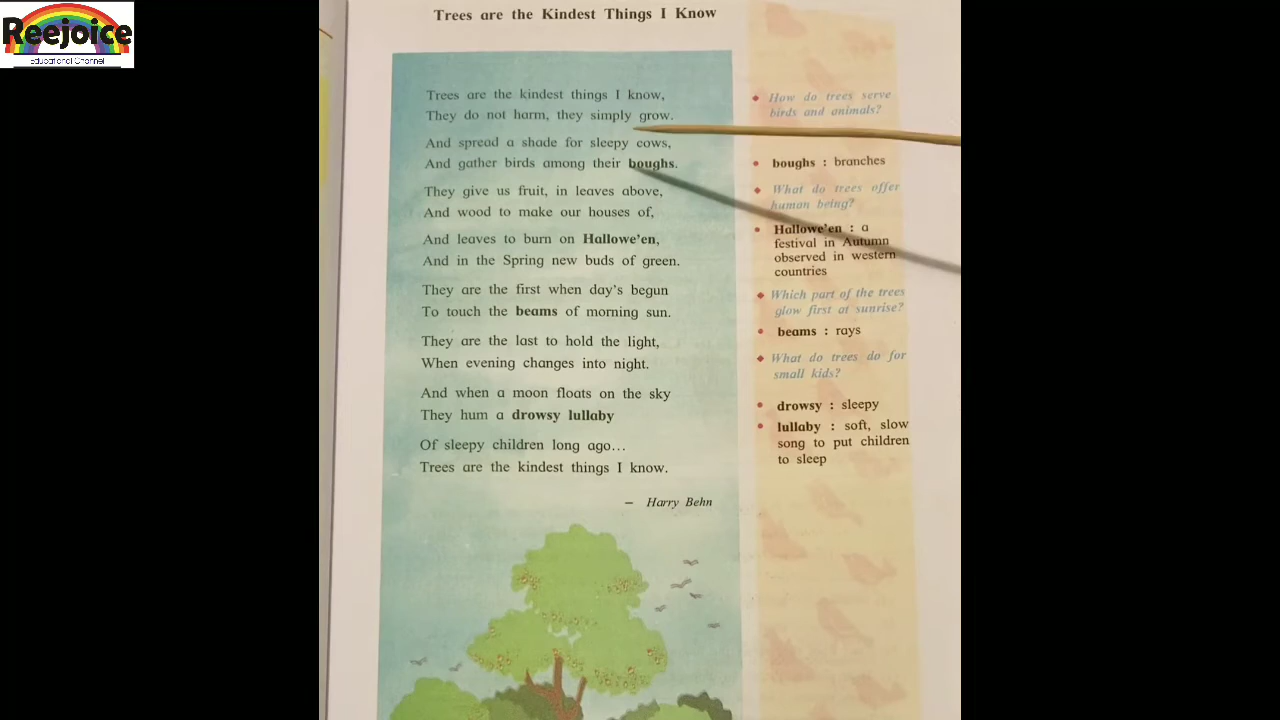 Reejoice
Educational Channel
Trees are the Kindest Things I Know
Trees are the kindest things I know,
They do not harm, they simply grow.
And spread a shade for sleepy cows,
And gather birds among their boughs.
They give us fruit, in leaves above,
And wood to make our houses of,
And leaves to burn on Hallowe'en,
And in the Spring new buds of green.
They are the first when day's begun
To touch the beams of morning sun.
They are the last to hold the light,
When evening changes into night.
And when a moon floats on the sky
They hum a drowsy lullaby
Of sleepy children long ago...
Trees are the kindest things I know.
– Harry Behn
How do trees serve
birds and animals?
boughs : branches
What do trees offer
human being?
Hallowe'en : a
festival in Autumn
observed in western
countries
Which part of the trees
glow first at sunrise?
beams : rays
What do trees do for
small kids?
drowsy : sleepy
lullaby : soft, slow
song to put children
to sleep